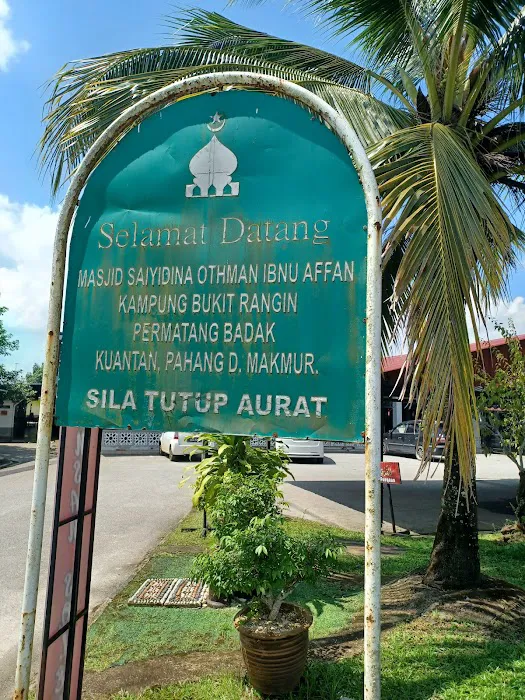 Selamat Datang
MASJID SAIYIDINA OTHMAN IBNU AFFAN
KAMPUNG BUKIT RANGIN
PERMATANG BADAK
KUANTAN, PAHANG D. MAKMUR.
SILA TUTUP AURAT